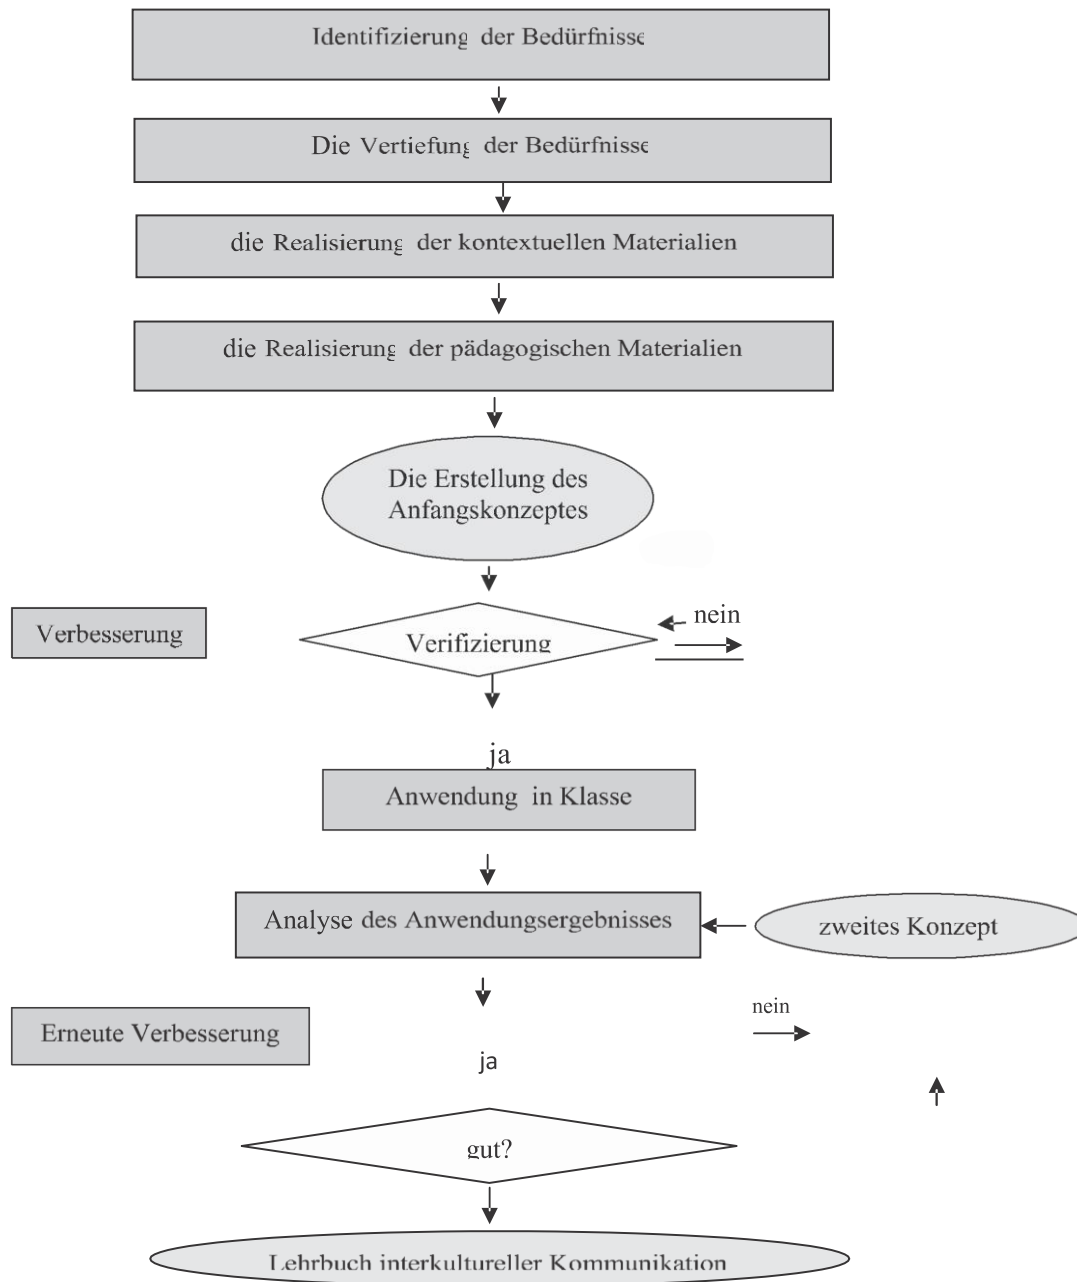 Identifizierung der Bedürfnisse
Die Vertiefung der Bedürfnisse
die Realisierung der kontextuellen Materialien
die Realisierung der pädagogischen Materialien
Die Erstellung des
Anfangskonzeptes
nein
Verbesserung
Verifizierung
ja
Anwendung in Klasse
Analyse des Anwendungsergebnisses
zweites Konzept
nein
Erneute Verbesserung
ja
gut?
Lehrbuch interkultureller Kommunikation